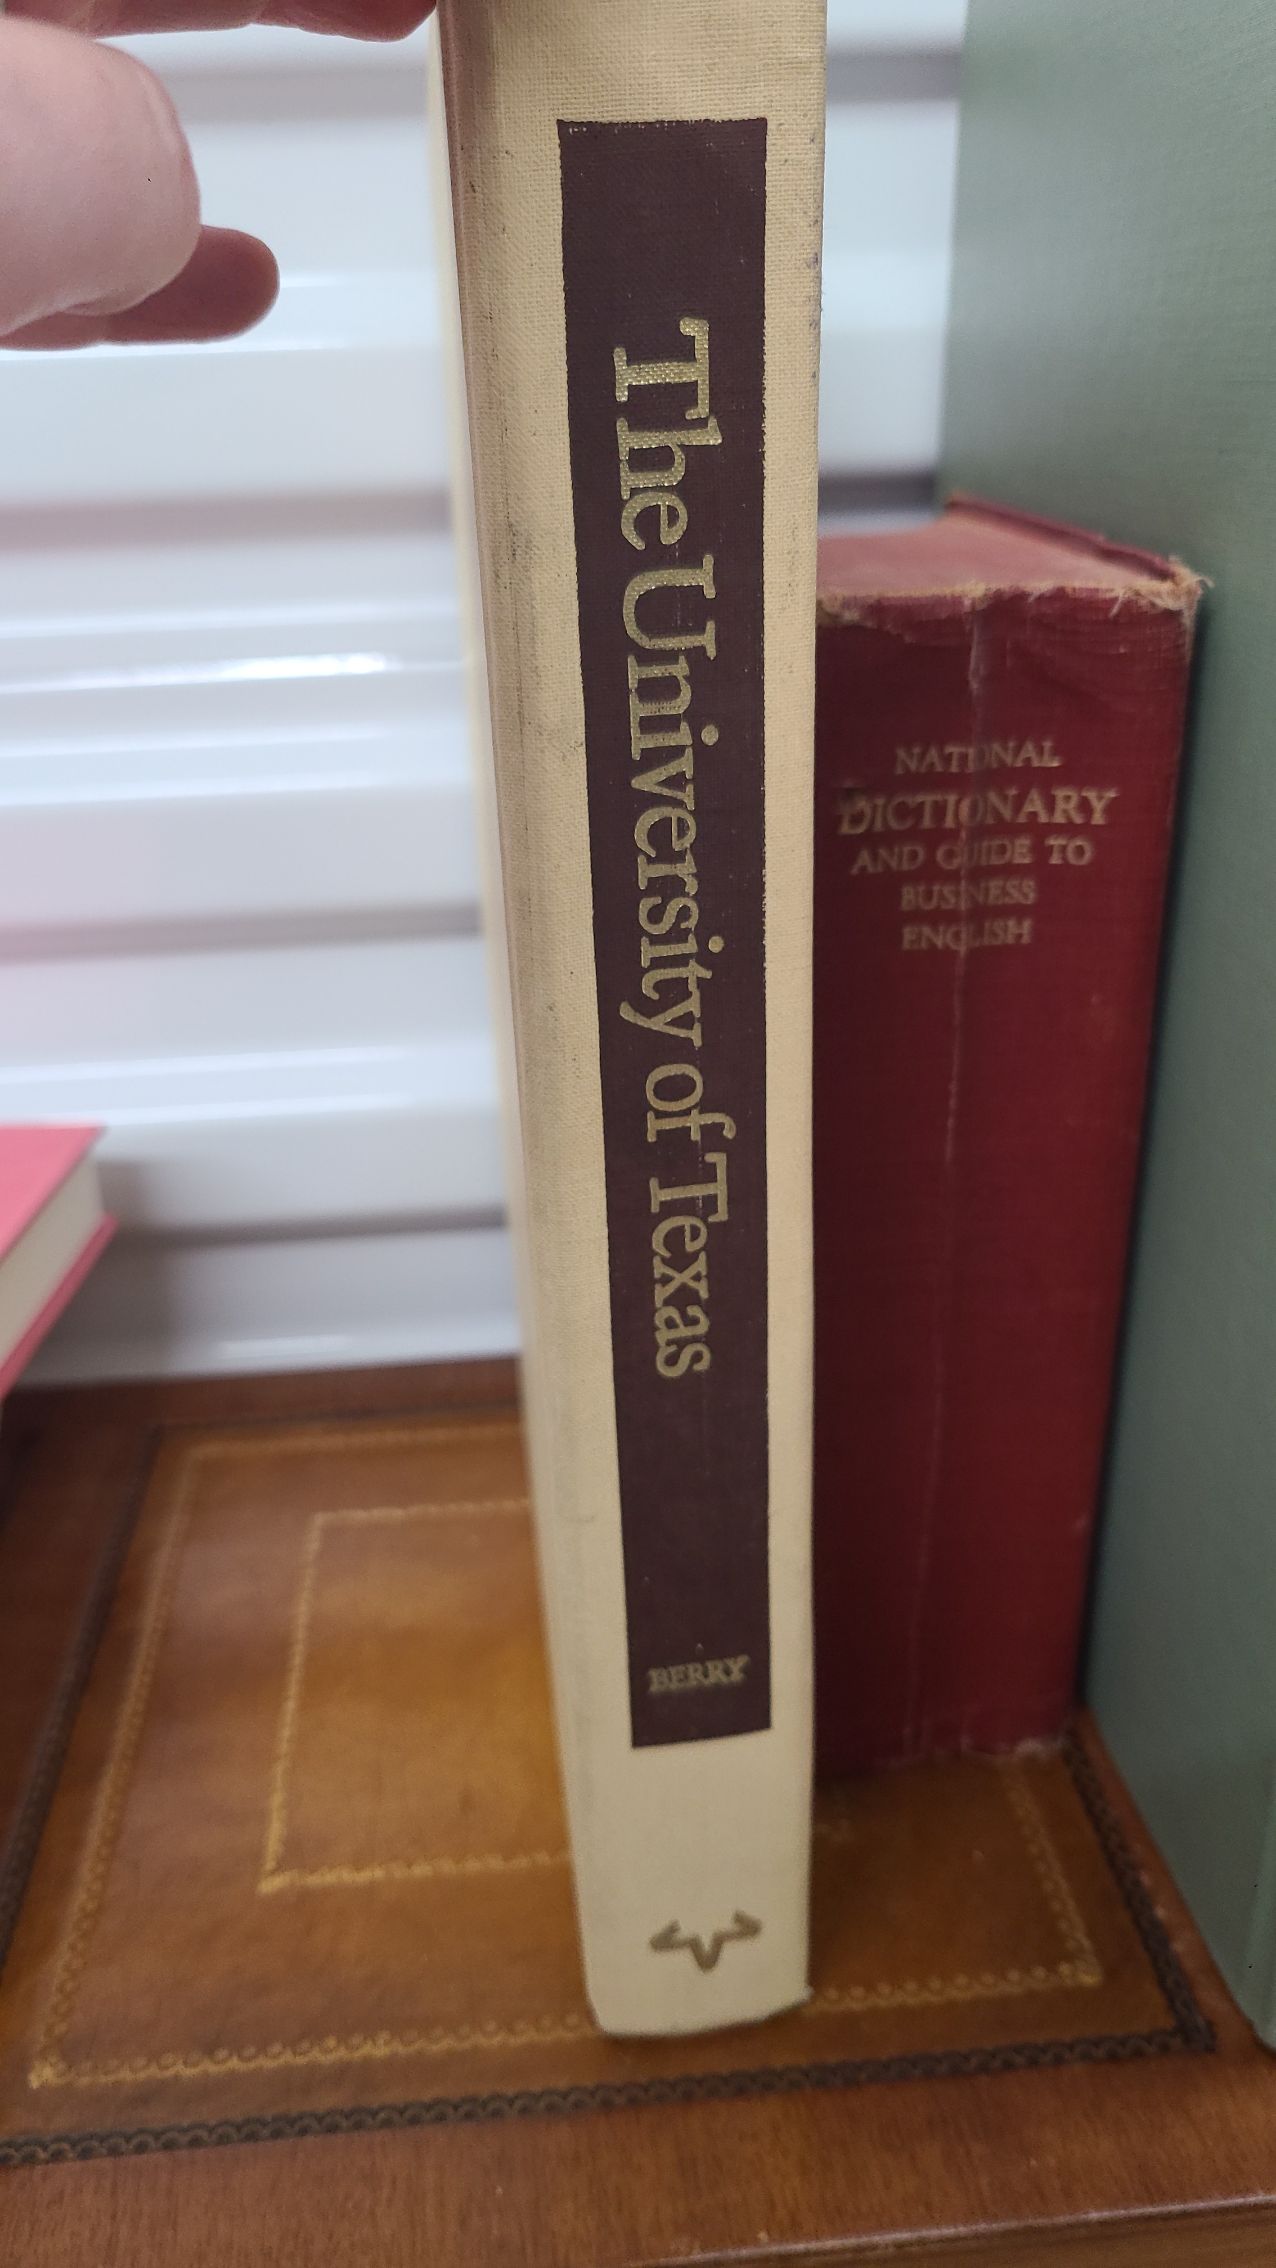 The University of Texas
BERRY
NATIONAL
DICTIONARY
AND GUIDE TO
BUSINESS
ENGLISH